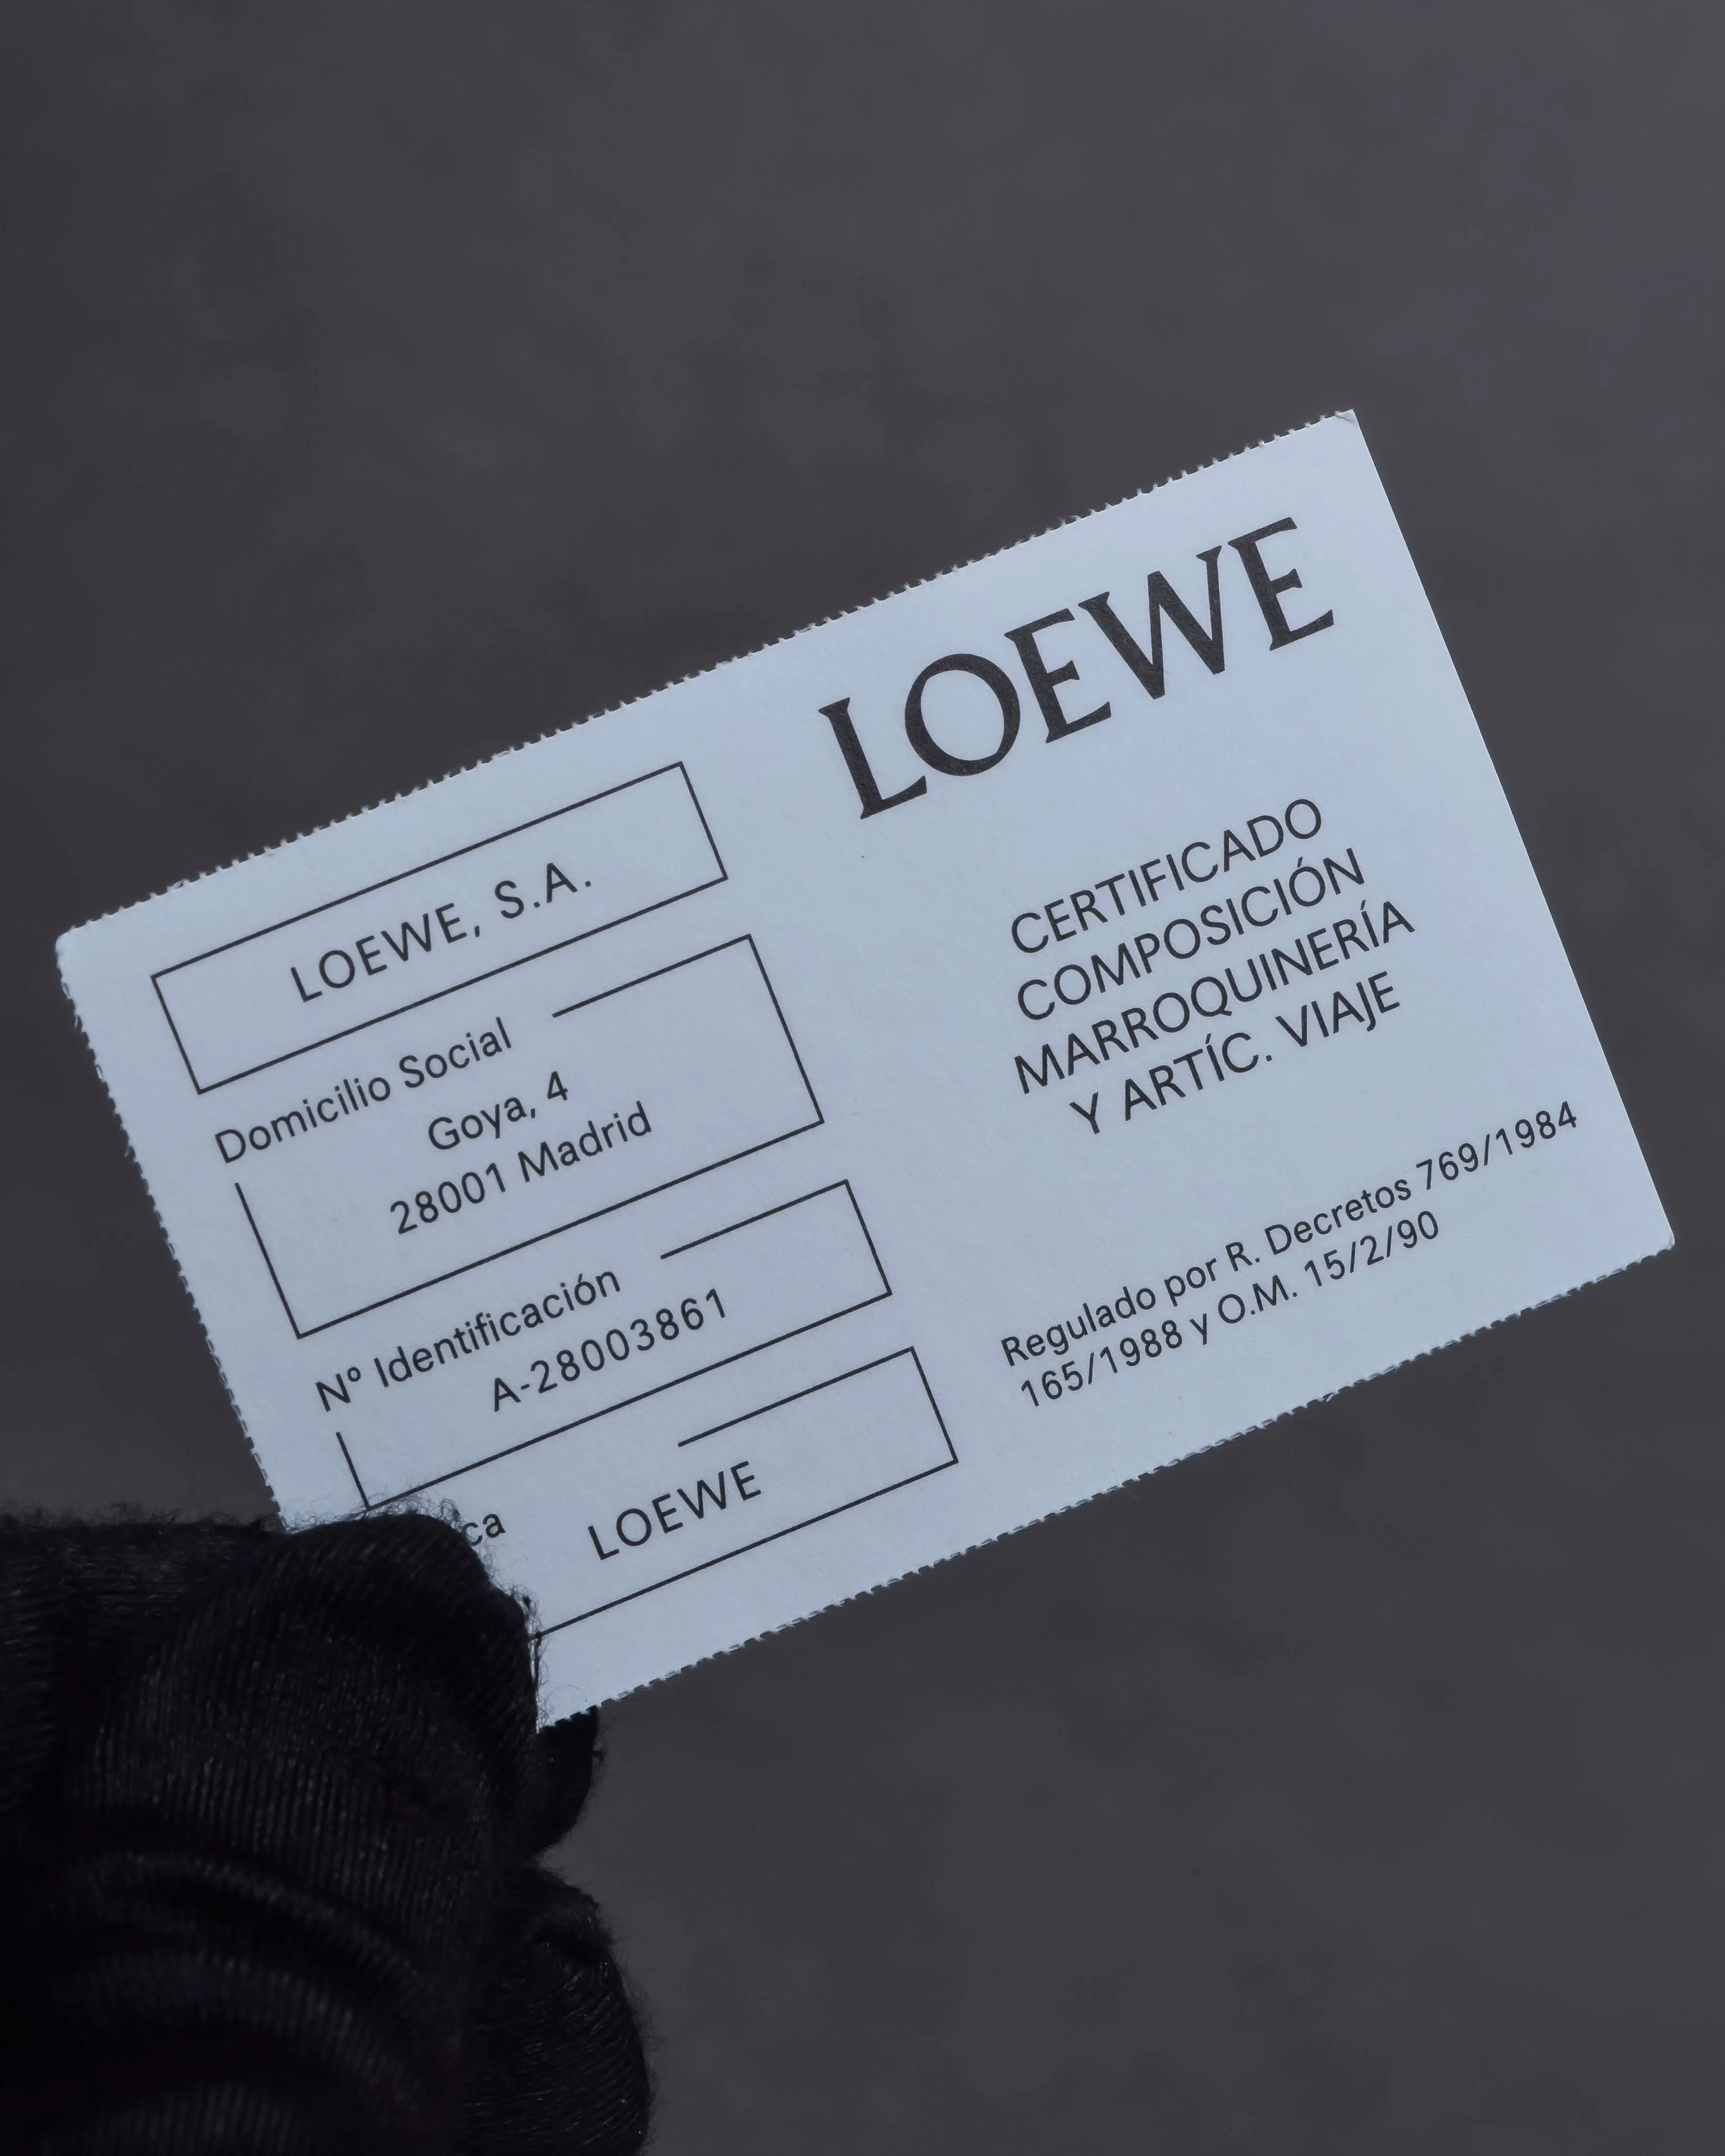 LOEWE, S.A.
Domicilio Social
Goya, 4
28001 Madrid
Nº Identificación
A-28003861
LOEWE
LOEWE
CERTIFICADO
COMPOSICIÓN
MARROQUINERÍA
Y ARTÍC. VIAJE
Regulado por R. Decretos 769/1984
165/1988 y O.M. 15/2/90